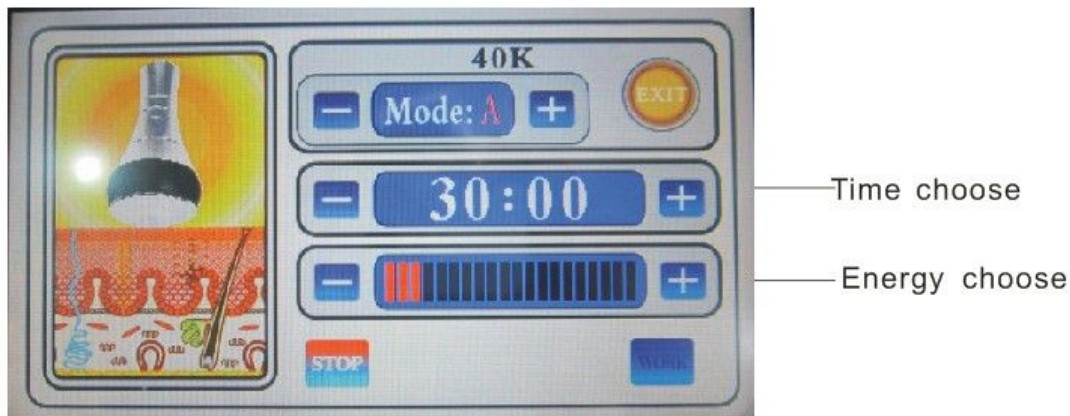 40K
Mode: A
EXIT
30:00
Time choose
Energy choose
STOP
WORK